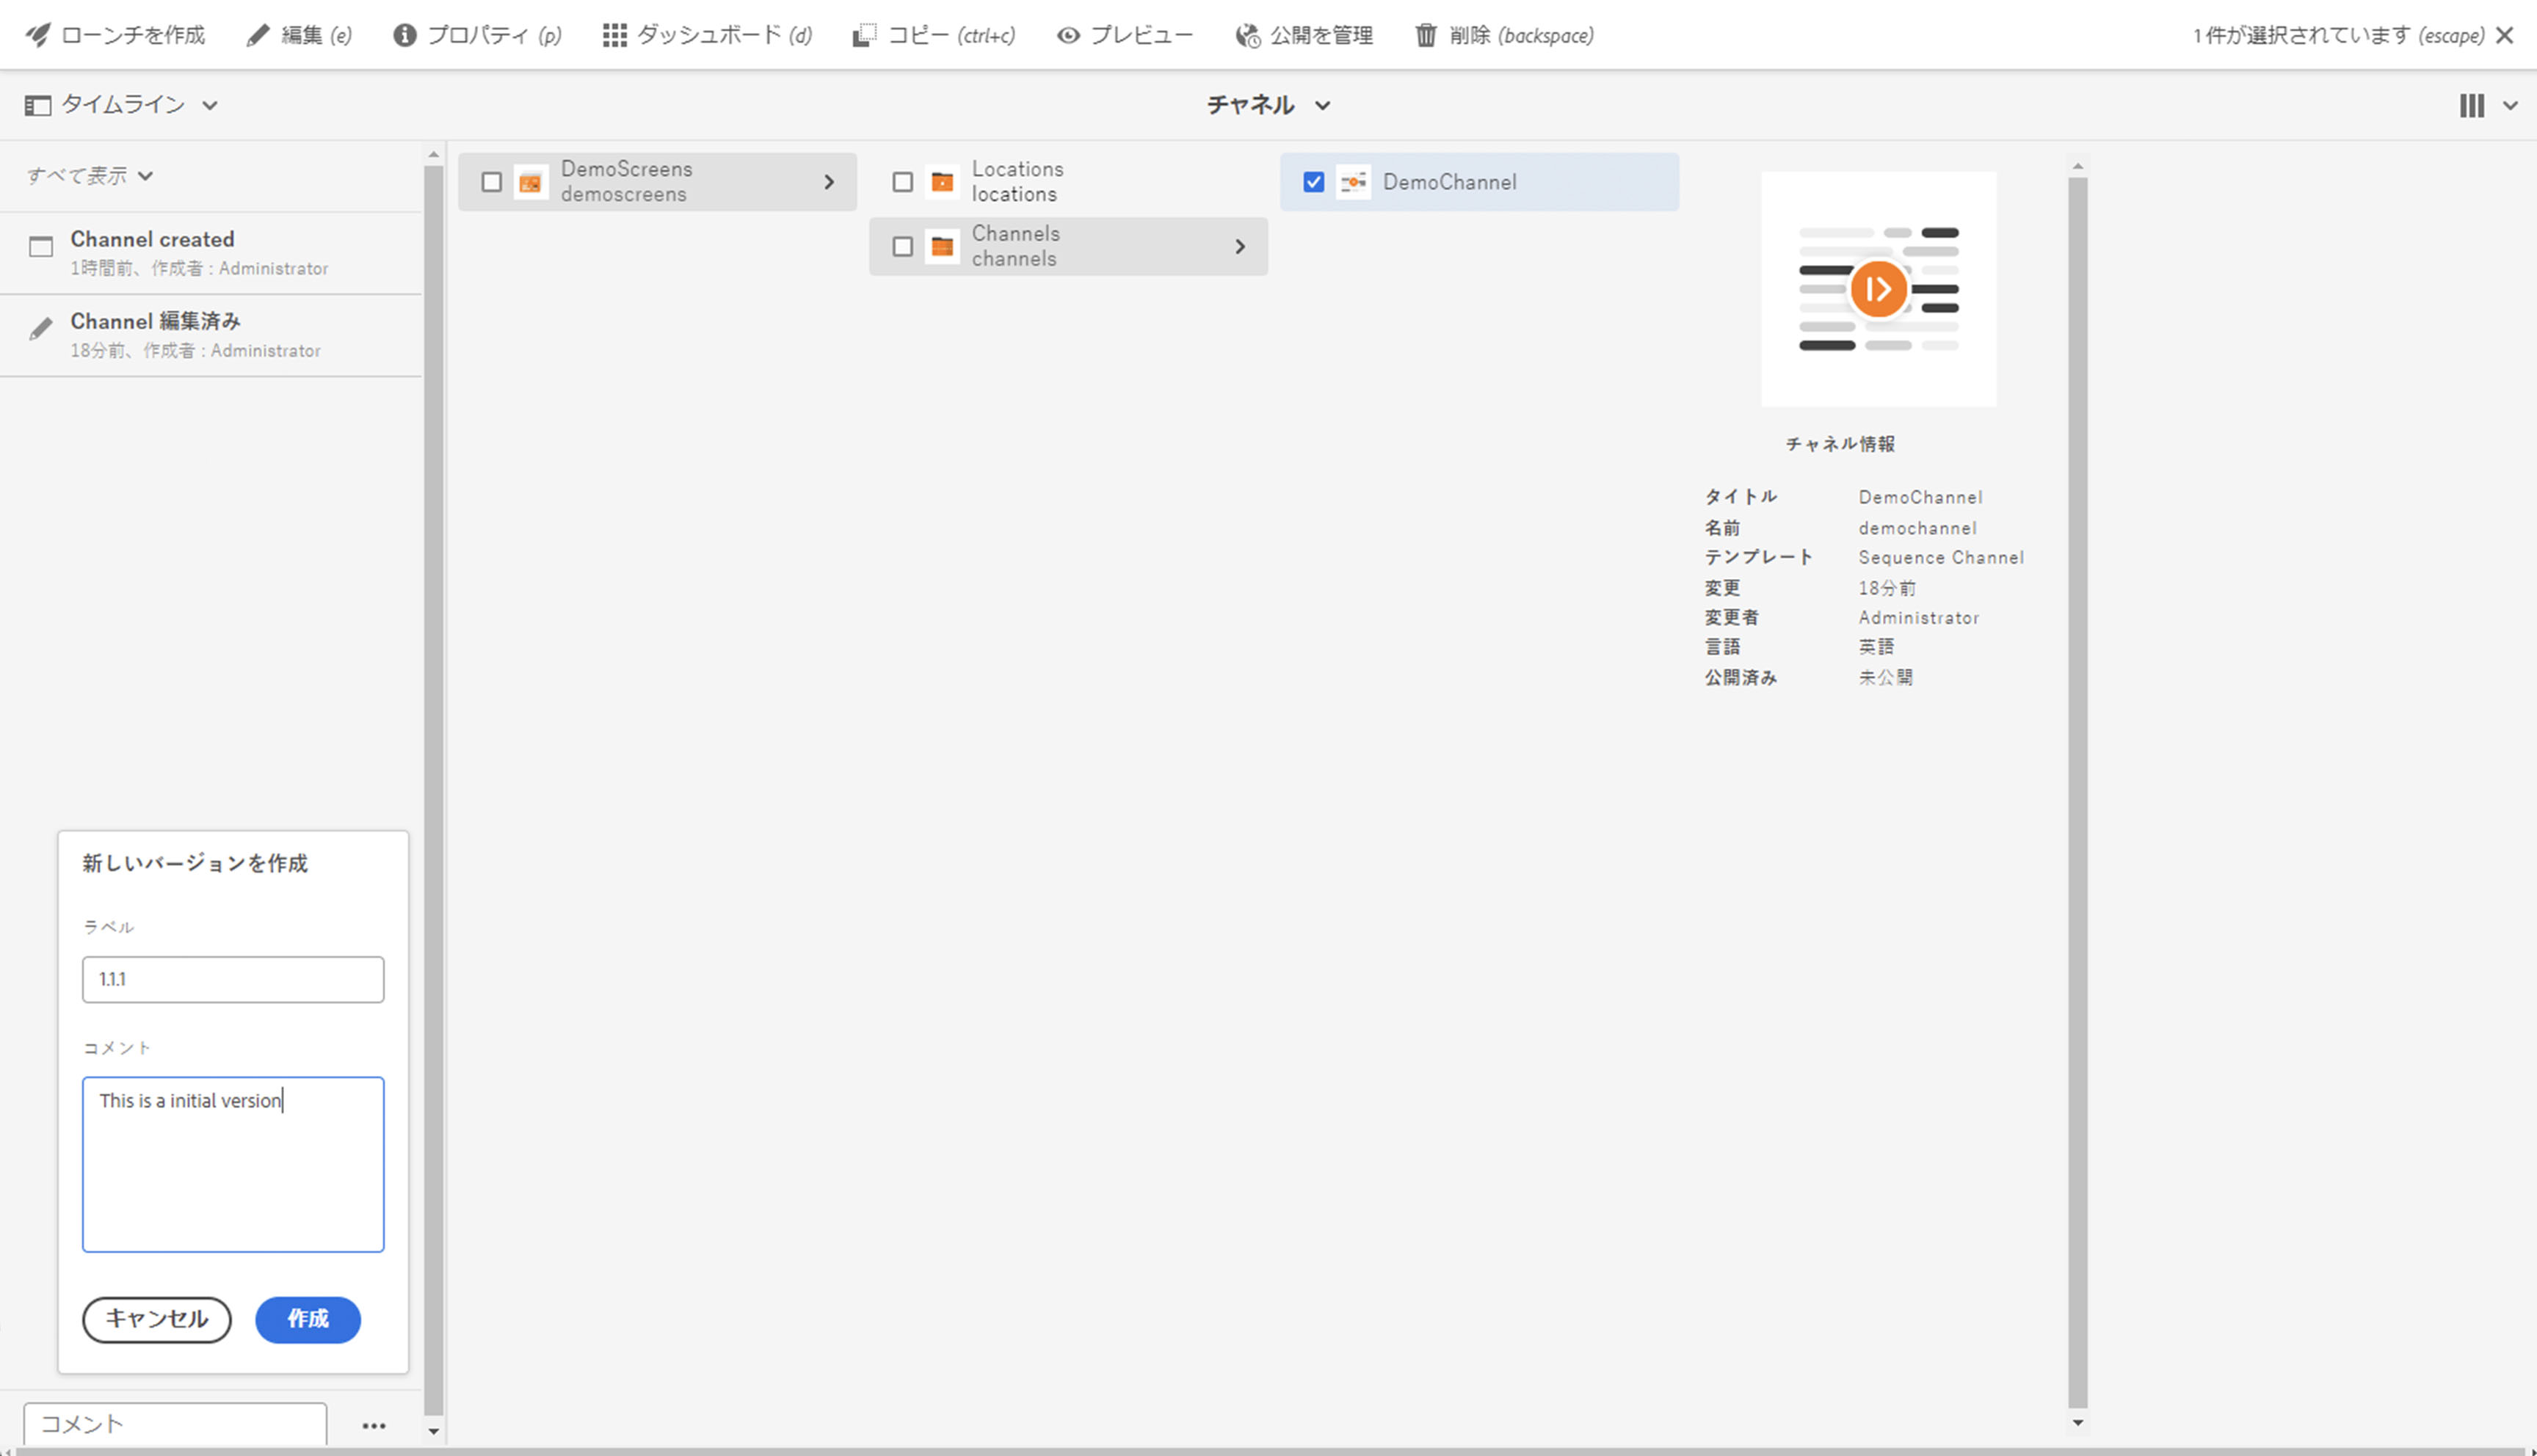 ローンチを作成 編集 (e) プロパティ (p) ダッシュボード (d) コピー (ctrl+c) プレビュー 公開を管理 削除 (backspace) 1 件が選択されています (escape)
タイムライン チャネル
すべて表示
Channel created
1時間前、作成者 : Administrator
Channel 編集済み
18分前、作成者 : Administrator
DemoScreens
demoscreens
Locations
locations
Channels
channels
DemoChannel
チャネル情報
タイトル DemoChannel
名前 demochannel
テンプレート Sequence Channel
変更 18分前
変更者 Administrator
言語 英語
公開済み 未公開
新しいバージョンを作成
ラベル
1.1.1
コメント
This is a initial version
キャンセル 作成
コメント